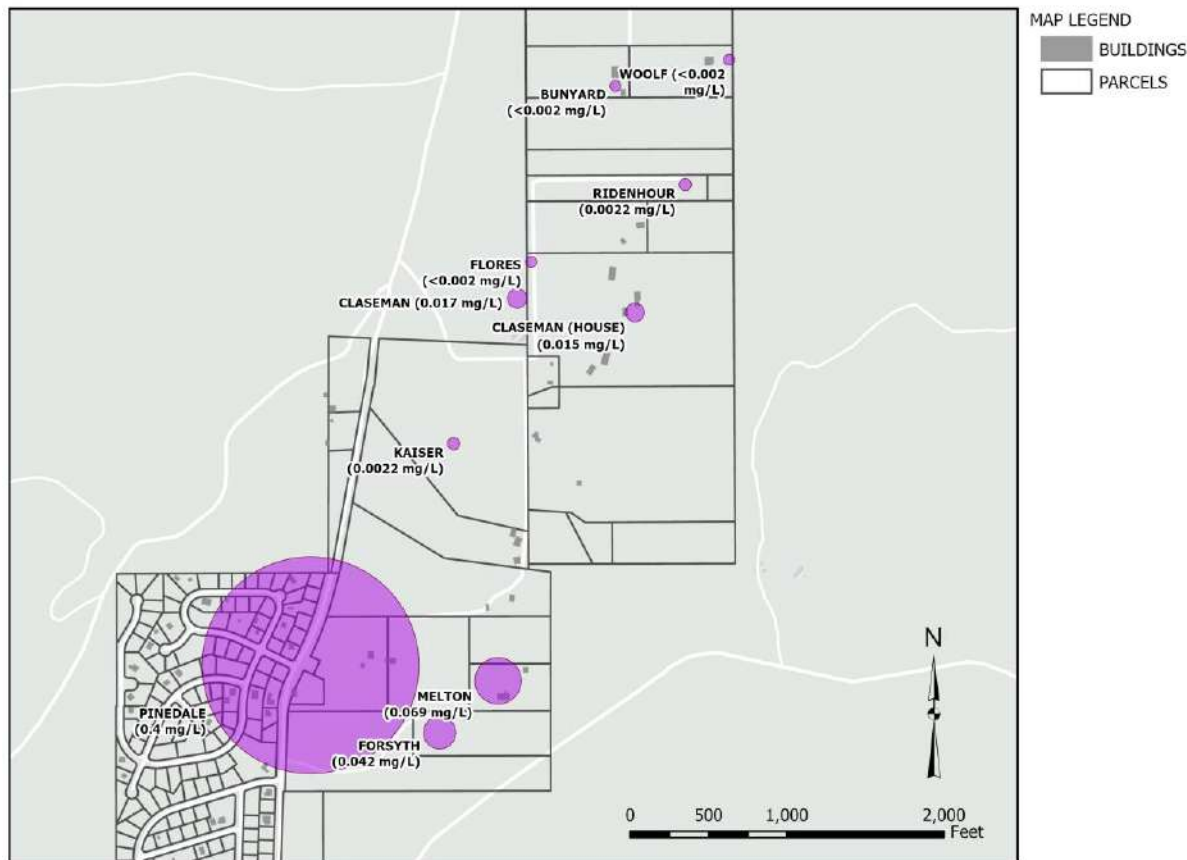 MAP LEGEND
BUILDINGS
PARCELS
WOOLF (<0.002
mg/L)
BUNYARD
(<0.002 mg/L)
RIDENHOUR
(0.0022 mg/L)
FLORES
(<0.002 mg/L)
CLASEMAN (0.017 mg/L)
CLASEMAN (HOUSE)
(0.015 mg/L)
KAISER
(0.0022 mg/L)
N
MELTON
(0.069 mg/L)
PINEDALE
(0.4 mg/L)
FORSYTH
(0.042 mg/L)
0 500 1,000 2,000
Feet